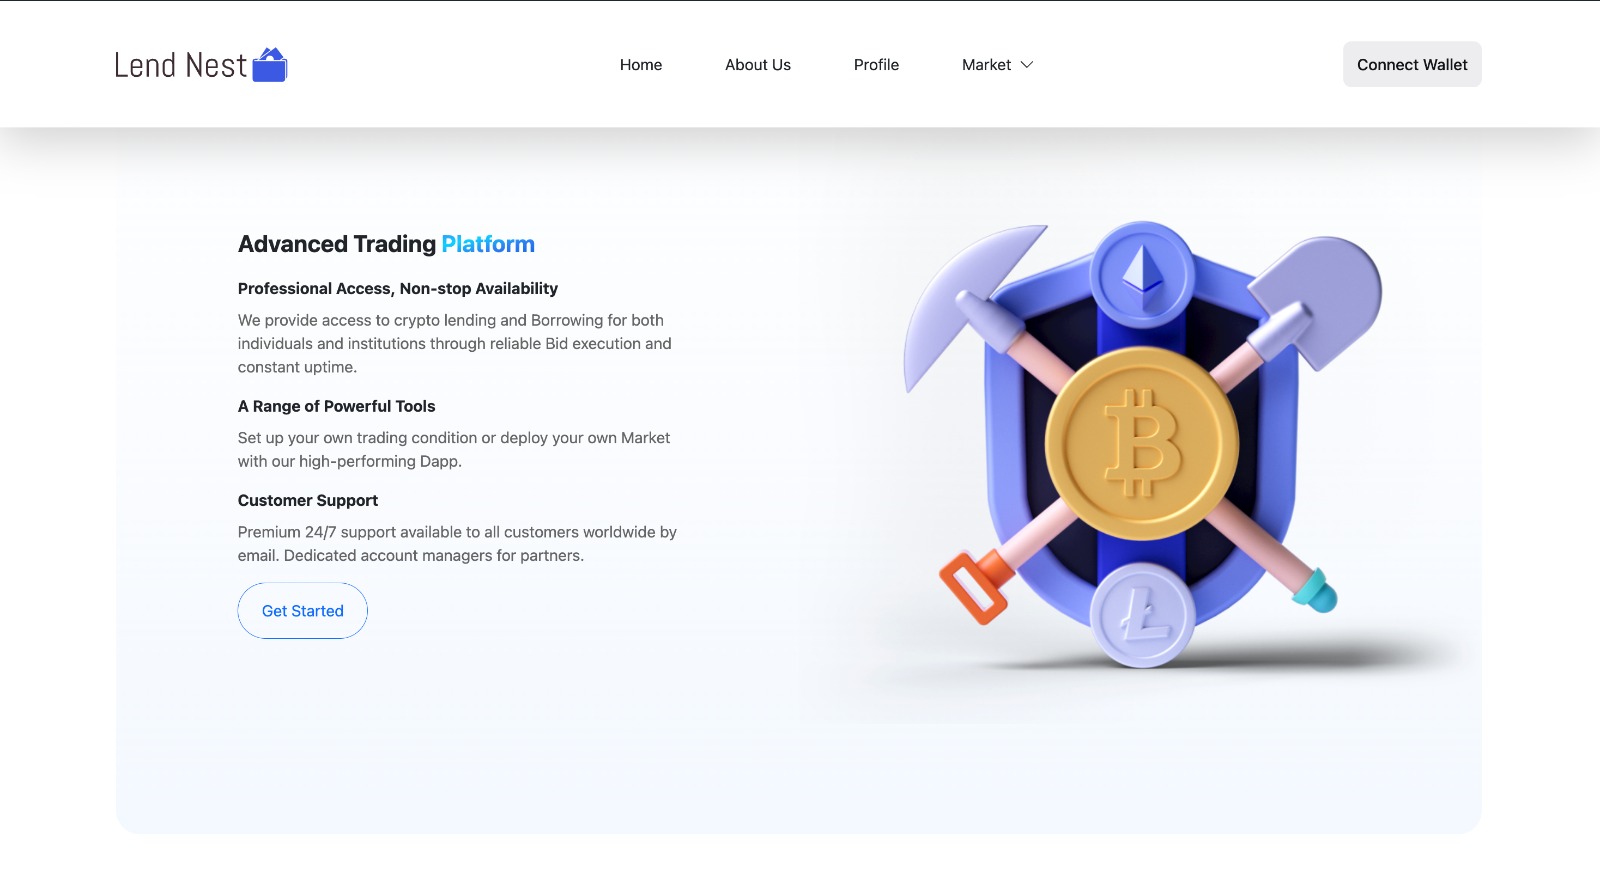 Lend Nest
Home
About Us
Profile
Market
Connect Wallet
Advanced Trading Platform
Professional Access, Non-stop Availability
We provide access to crypto lending and Borrowing for both
individuals and institutions through reliable Bid execution and
constant uptime.
A Range of Powerful Tools
Set up your own trading condition or deploy your own Market
with our high-performing Dapp.
Customer Support
Premium 24/7 support available to all customers worldwide by
email. Dedicated account managers for partners.
Get Started